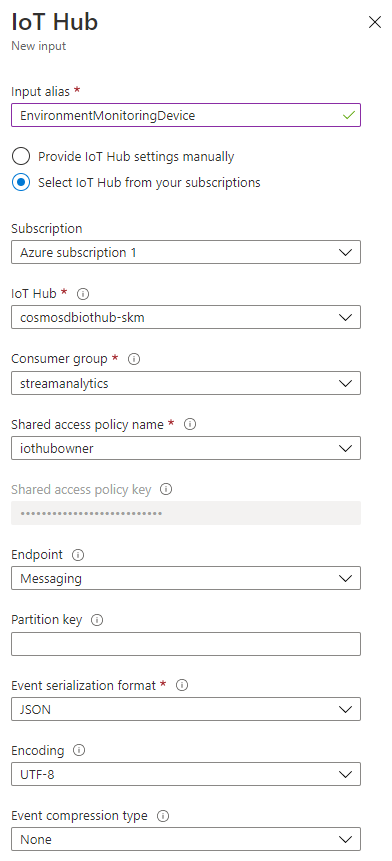 IoT Hub
New input
Input alias *
EnvironmentMonitoringDevice
Provide IoT Hub settings manually
Select IoT Hub from your subscriptions
Subscription
Azure subscription 1
IoT Hub *
cosmosdbiothub-skm
Consumer group *
streamanalytics
Shared access policy name *
iothubowner
Shared access policy key
••••••••••••••••••••••••••••
Endpoint
Messaging
Partition key
Event serialization format *
JSON
Encoding
UTF-8
Event compression type
None